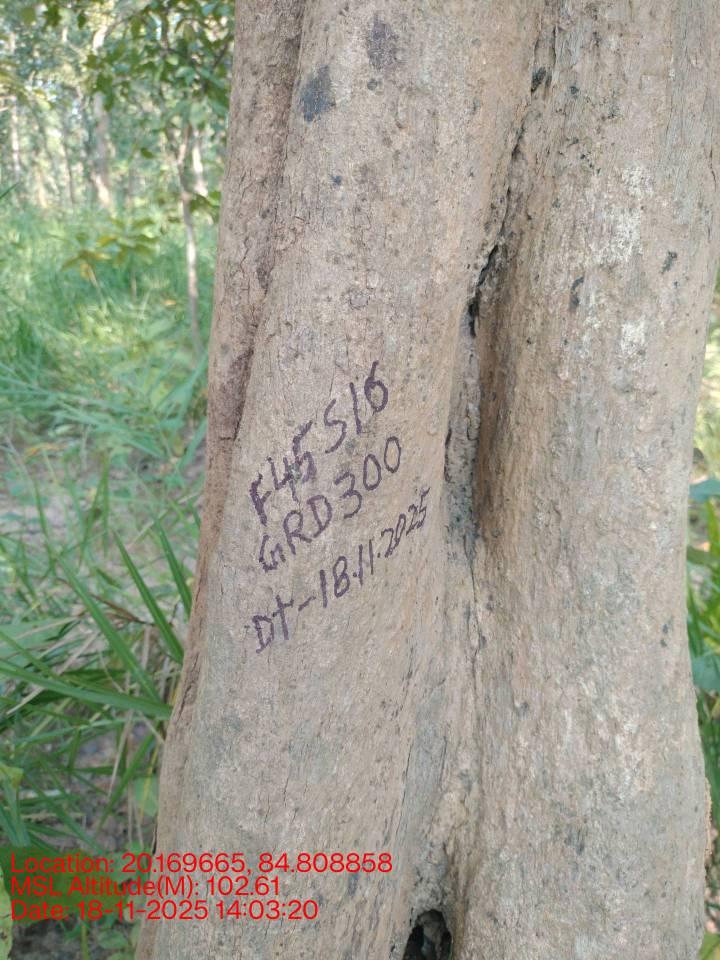 F45 S16
GRD300
Dt-18.11.2025
Location: 20.169665, 84.808858
MSL Altitude(M): 102.61
Date: 18-11-2025 14:03:20